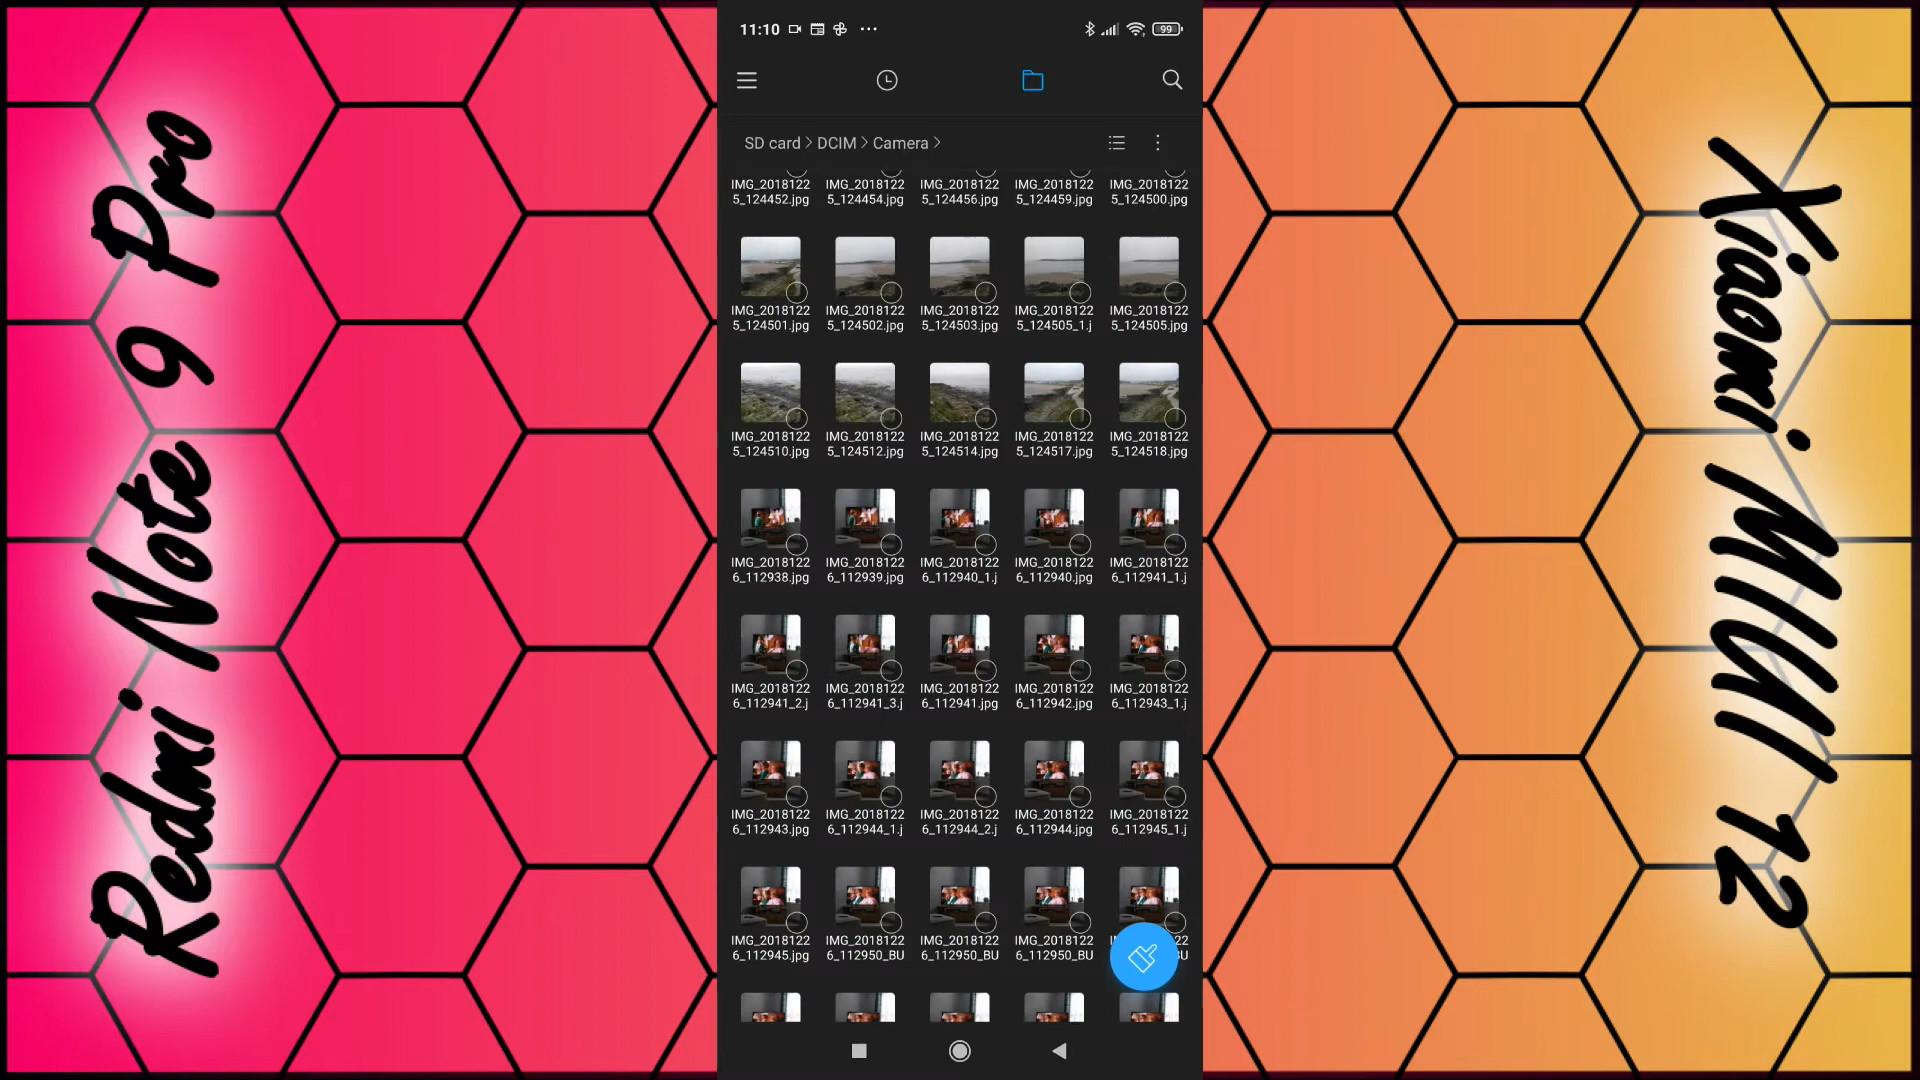 Redmi Note 9 Pro
11:10
99
SD card > DCIM > Camera >
IMG_2018122 IMG_2018122 IMG_2018122 IMG_2018122 IMG_2018122
5_124452.jpg 5_124454.jpg 5_124456.jpg 5_124459.jpg 5_124500.jpg
IMG_2018122 IMG_2018122 IMG_2018122 IMG_2018122 IMG_2018122
5_124501.jpg 5_124502.jpg 5_124503.jpg 5_124505_1.j 5_124505.jpg
IMG_2018122 IMG_2018122 IMG_2018122 IMG_2018122 IMG_2018122
5_124510.jpg 5_124512.jpg 5_124514.jpg 5_124517.jpg 5_124518.jpg
IMG_2018122 IMG_2018122 IMG_2018122 IMG_2018122 IMG_2018122
6_112938.jpg 6_112939.jpg 6_112940_1.j 6_112940.jpg 6_112941_1.j
IMG_2018122 IMG_2018122 IMG_2018122 IMG_2018122 IMG_2018122
6_112941_2.j 6_112941_3.j 6_112941.jpg 6_112942.jpg 6_112943_1.j
IMG_2018122 IMG_2018122 IMG_2018122 IMG_2018122 IMG_2018122
6_112943.jpg 6_112944_1.j 6_112944_2.j 6_112944.jpg 6_112945_1.j
IMG_2018122 IMG_2018122 IMG_2018122 IMG_2018122
6_112945.jpg 6_112950_BU 6_112950_BU 6_112950_BU
Xiaomi MIUI 12